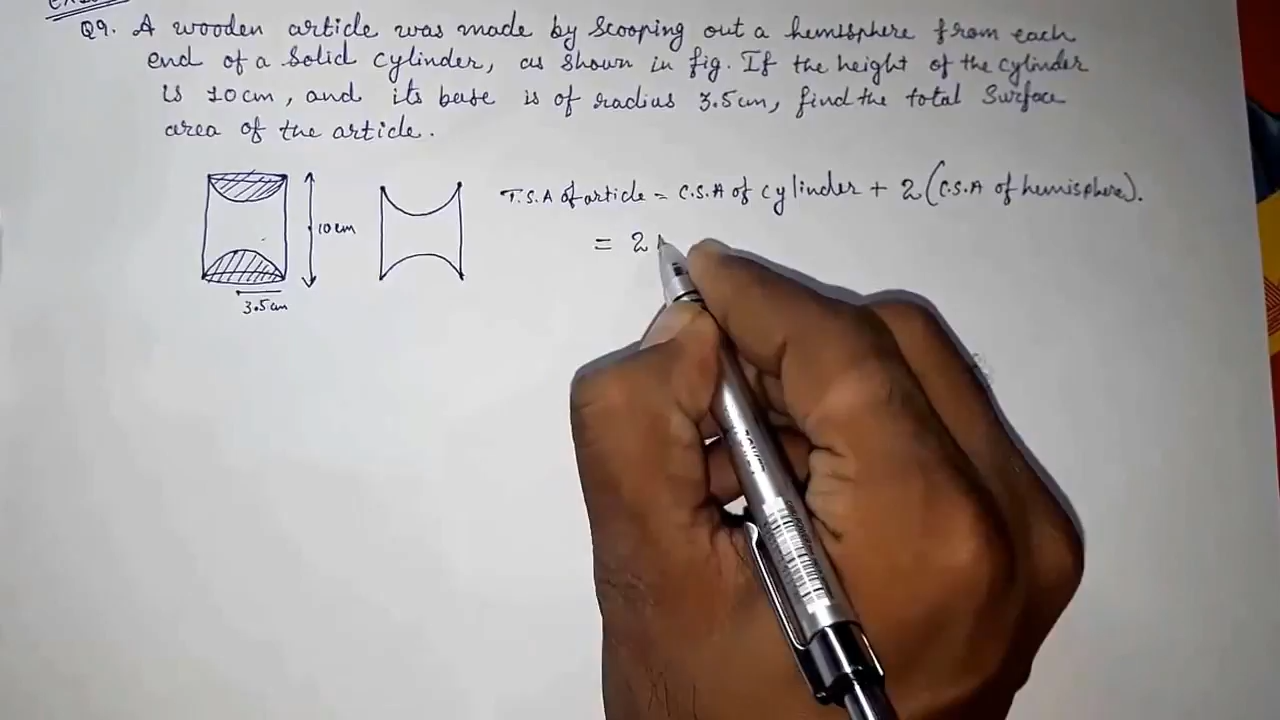 Q9. A wooden article was made by scooping out a hemisphere from each
end of a solid cylinder, as shown in fig. If the height of the cylinder
is 10cm, and its base is of radius 3.5cm, find the total surface
area of the article.
10cm
3.5cm
T.S.A of article = C.S.A of cylinder + 2 (C.S.A of hemisphere).
= 2